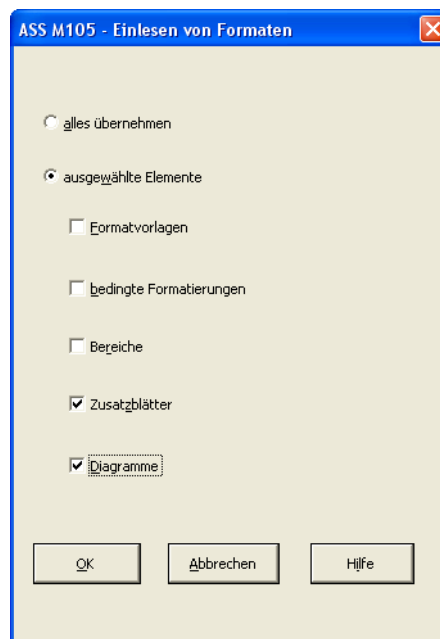 ASS M105 - Einlesen von Formaten
alles übernehmen
ausgewählte Elemente
Formatvorlagen
bedingte Formatierungen
Bereiche
Zusatzblätter
Diagramme
OK
Abbrechen
Hilfe